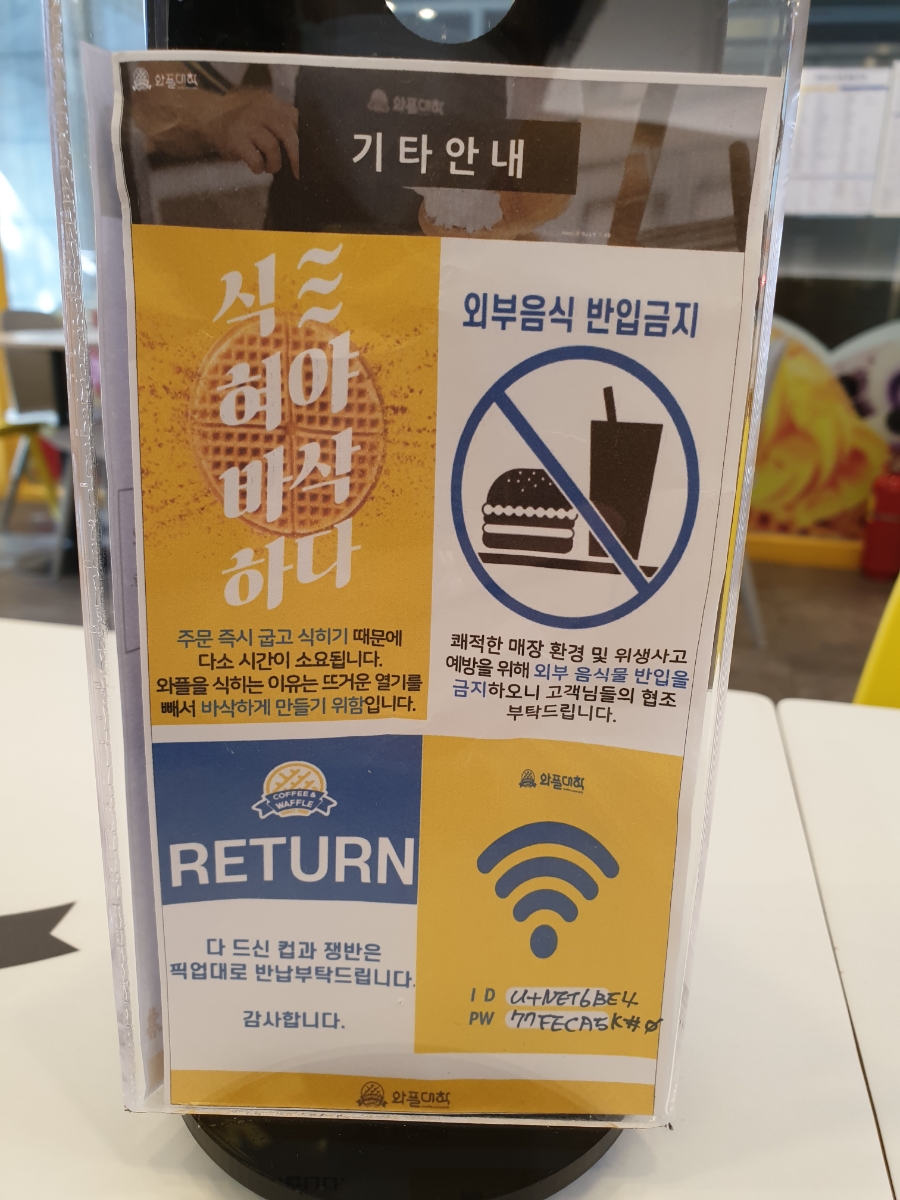 와플대학
와플대학
기타안내
식혀야
바삭
하다
주문 즉시 굽고 식히기 때문에
다소 시간이 소요됩니다.
와플을 식히는 이유는 뜨거운 열기를
빼서 바삭하게 만들기 위함입니다.
외부음식 반입금지
쾌적한 매장 환경 및 위생사고
예방을 위해 외부 음식물 반입을
금지하오니 고객님들의 협조
부탁드립니다.
COFFEE &
WAFFLE
RETURN
다 드신 컵과 쟁반은
픽업대로 반납부탁드립니다.
감사합니다.
와플대학
ID U+NET6BE4
PW 77FECA5K#0
와플대학